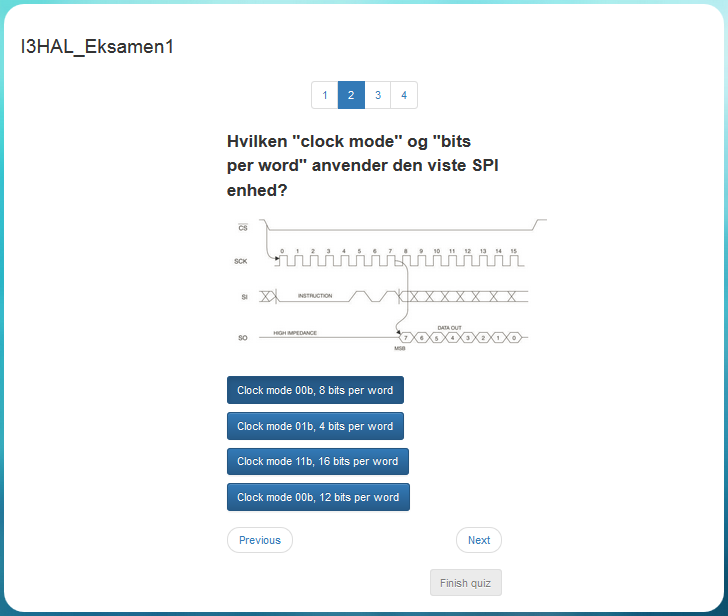 I3HAL_Eksamen1
1 2 3 4
Hvilken "clock mode" og "bits
per word" anvender den viste SPI
enhed?
CS
0 1 2 3 4 5 6 7 8 9 10 11 12 13 14 15
SCK
SI INSTRUCTION
DATA OUT
HIGH IMPEDANCE
SO 7 6 5 4 3 2 1 0
MSB
Clock mode 00b, 8 bits per word
Clock mode 01b, 4 bits per word
Clock mode 11b, 16 bits per word
Clock mode 00b, 12 bits per word
Previous Next
Finish quiz